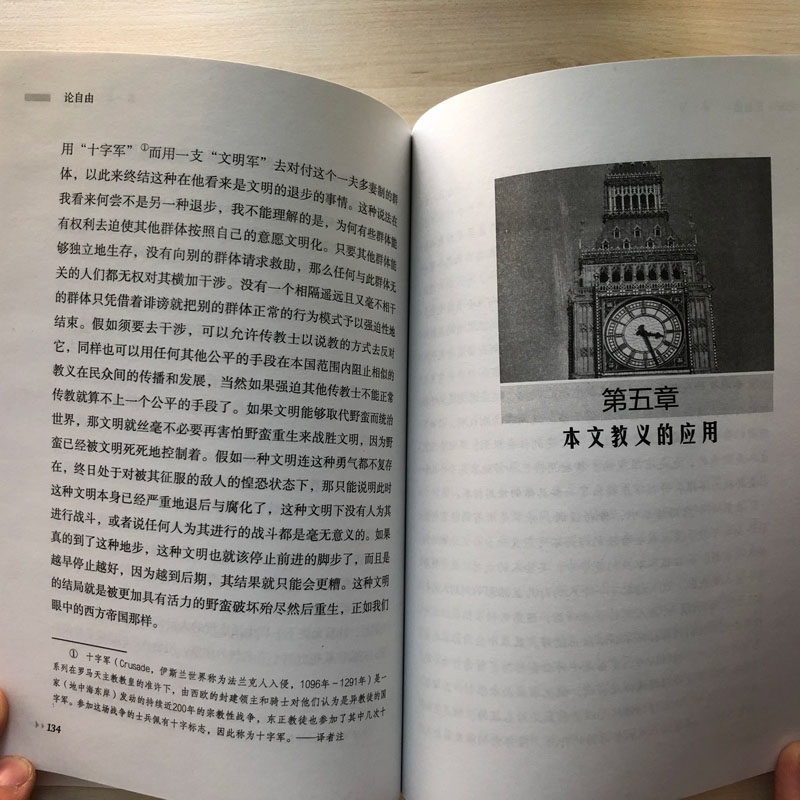 论自由
用“十字军”①而用一支“文明军”去对付这个一夫多妻制的群
体，以此来终结这种在他看来是文明的退步的事情。这种说法在
我看来何尝不是另一种退步，我不能理解的是，为何有些群体能
有权利去迫使其他群体按照自己的意愿文明化。只要其他群体能
够独立地生存，没有向别的群体请求救助，那么任何与此群体无
关的人们都无权对其横加干涉。没有一个相隔遥远且又毫不相干
的群体只凭借着诽谤就把别的群体正常的行为模式予以强迫性地
结束。假如须要去干涉，可以允许传教士以说教的方式去反对
它，同样也可以用任何其他公平的手段在本国范围内阻止相似的
教义在民众间的传播和发展，当然如果强迫其他传教士不能正常
传教就算不上一个公平的手段了。如果文明能够取代野蛮而统治
世界，那文明就丝毫不必要再害怕野蛮重生来战胜文明，因为野
蛮已经被文明死死地控制着。假如一种文明连这种勇气都不复存
在，终日处于对被其征服的敌人的惶恐状态下，那只能说明此时
这种文明本身已经严重地退后与腐化了，这种文明下没有人为其
进行战斗，或者说任何人为其进行的战斗都是毫无意义的。如果
真的到了这种地步，这种文明也就该停止前进的脚步了，而且是
越早停止越好，因为越到后期，其结果就只能会更糟。这种文明
的结局就是被更加具有活力的野蛮破坏殆尽然后重生，正如我们
眼中的西方帝国那样。
① 十字军（Crusade，伊斯兰世界称为法兰克人入侵，1096年－1291年）是一
系列在罗马天主教教皇的准许下，由西欧的封建领主和骑士对他们认为是异教徒的国
家（地中海东岸）发动的持续近200年的宗教性战争，东正教徒也参加了其中几次十
字军。参加这场战争的士兵佩有十字标志，因此称为十字军。——译者注
134
第五章
本文教义的应用